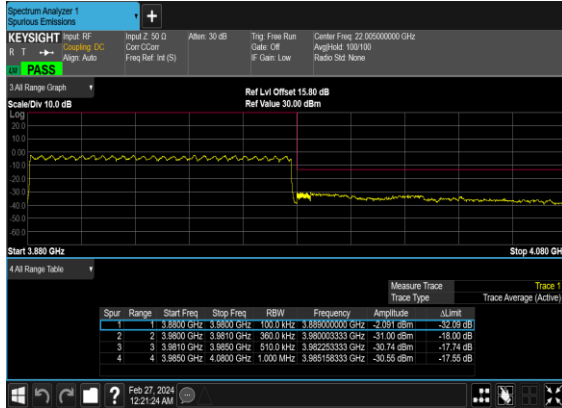 Spectrum Analyzer 1
Spurious Emissions
KEYSIGHT Input: RF Input Z: 50 Ω Atten: 30 dB Trig: Free Run Center Freq: 22.005000000 GHz
R T Coupling: DC Corr CCorr Gate: Off Avg|Hold: 100/100
Align: Auto Freq Ref: Int (S) IF Gain: Low Radio Std: None
PASS
3 All Range Graph
Ref Lvl Offset 15.80 dB
Scale/Div 10.0 dB Ref Value 30.00 dBm
Log
20.0
10.0
0.00
-10.0
-20.0
-30.0
-40.0
-50.0
-60.0
Start 3.880 GHz Stop 4.080 GH
4 All Range Table
Measure Trace Trace 1
Trace Type Trace Average (Active)
Spur Range Start Freq Stop Freq RBW Frequency Amplitude ΔLimit
1 1 3.8800 GHz 3.9800 GHz 100.0 kHz 3.889000000 GHz -2.091 dBm -32.09 dB
2 2 3.9800 GHz 3.9810 GHz 360.0 kHz 3.980003333 GHz -31.00 dBm -18.00 dB
3 3 3.9810 GHz 3.9850 GHz 510.0 kHz 3.982253333 GHz -30.74 dBm -17.74 dB
4 4 3.9850 GHz 4.0800 GHz 1.000 MHz 3.985158333 GHz -30.55 dBm -17.55 dB
Feb 27, 2024
12:21:24 AM